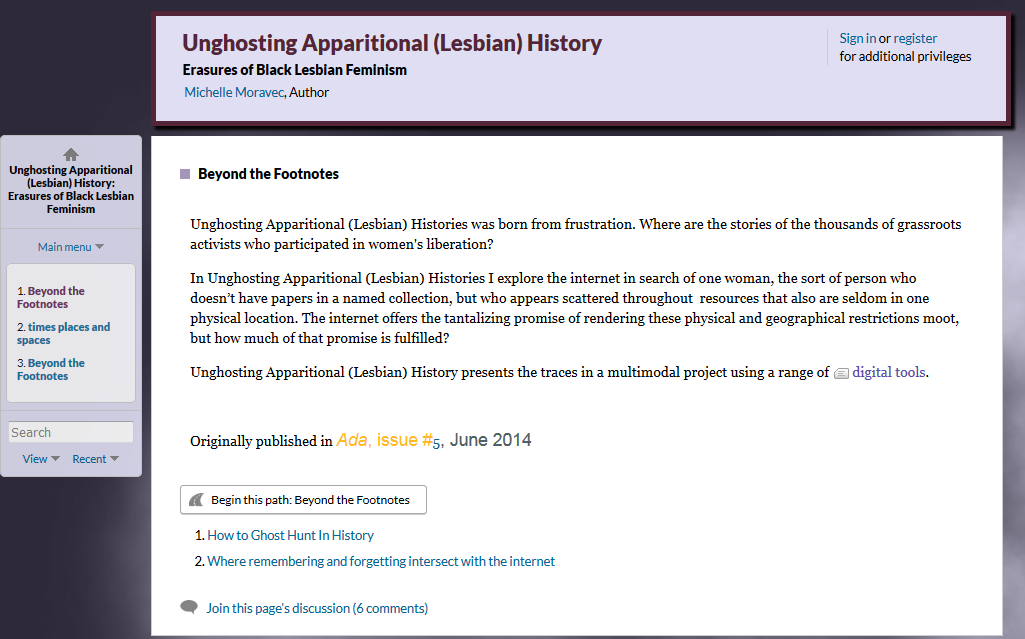 Unghosting Apparitional (Lesbian) History
Erasures of Black Lesbian Feminism
Michelle Moravec, Author
Sign in or register
for additional privileges
Unghosting Apparitional
(Lesbian) History:
Erasures of Black Lesbian
Feminism
Main menu
1. Beyond the
Footnotes
2. times places and
spaces
3. Beyond the
Footnotes
Search
View Recent
Beyond the Footnotes
Unghosting Apparitional (Lesbian) Histories was born from frustration. Where are the stories of the thousands of grassroots
activists who participated in women's liberation?
In Unghosting Apparitional (Lesbian) Histories I explore the internet in search of one woman, the sort of person who
doesn't have papers in a named collection, but who appears scattered throughout resources that also are seldom in one
physical location. The internet offers the tantalizing promise of rendering these physical and geographical restrictions moot,
but how much of that promise is fulfilled?
Unghosting Apparitional (Lesbian) History presents the traces in a multimodal project using a range of digital tools.
Originally published in Ada, issue #5, June 2014
Begin this path: Beyond the Footnotes
1. How to Ghost Hunt In History
2. Where remembering and forgetting intersect with the internet
Join this page's discussion (6 comments)